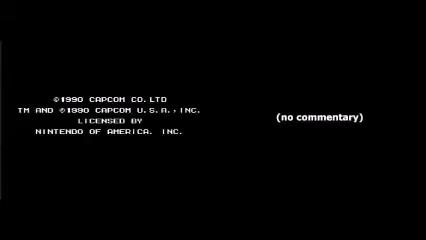 ©1990 CAPCOM CO.LTD
TM AND ©1990 CAPCOM U.S.A.,INC.
LICENSED BY
NINTENDO OF AMERICA. INC.
(no commentary)